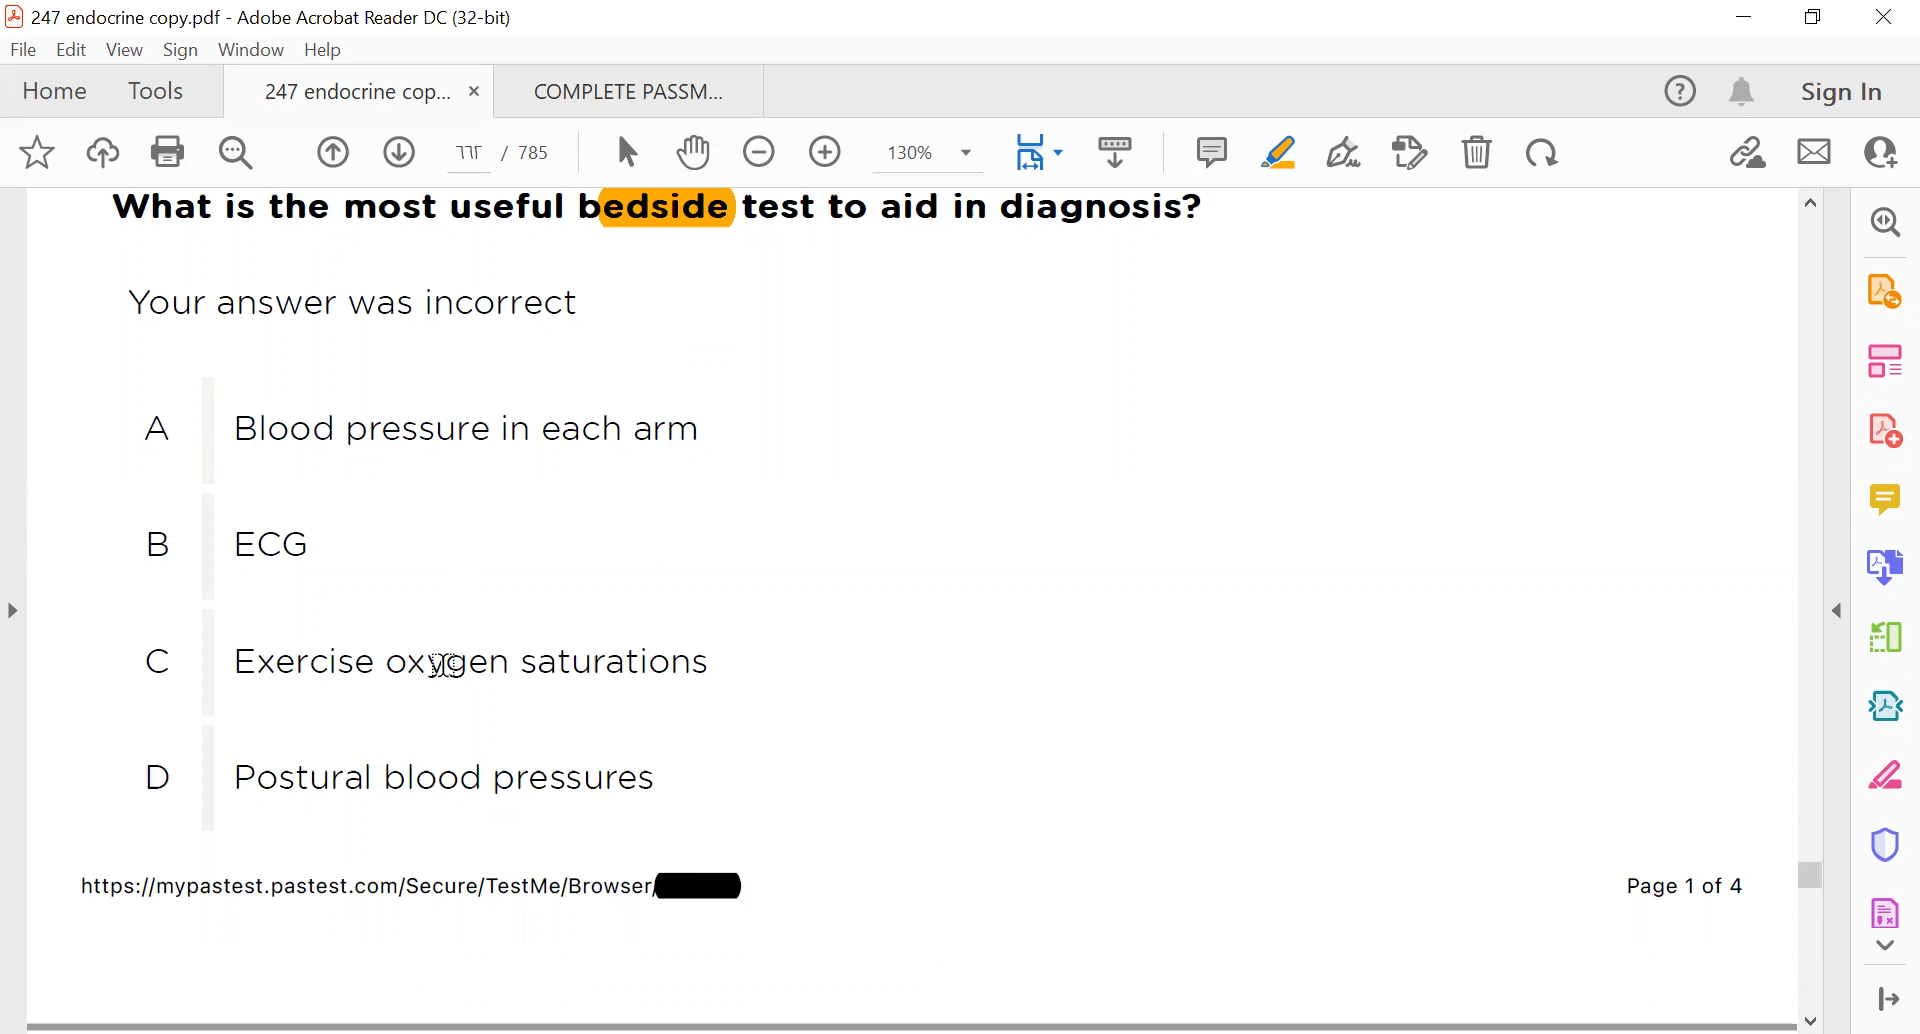 247 endocrine copy.pdf - Adobe Acrobat Reader DC (32-bit)
File Edit View Sign Window Help
Home Tools 247 endocrine cop... × COMPLETE PASSM... ? Sign In
٦٦٣ / 785 130%
What is the most useful bedside test to aid in diagnosis?
Your answer was incorrect
A Blood pressure in each arm
B ECG
C Exercise oxygen saturations
D Postural blood pressures
https://mypastest.pastest.com/Secure/TestMe/Browser/
Page 1 of 4